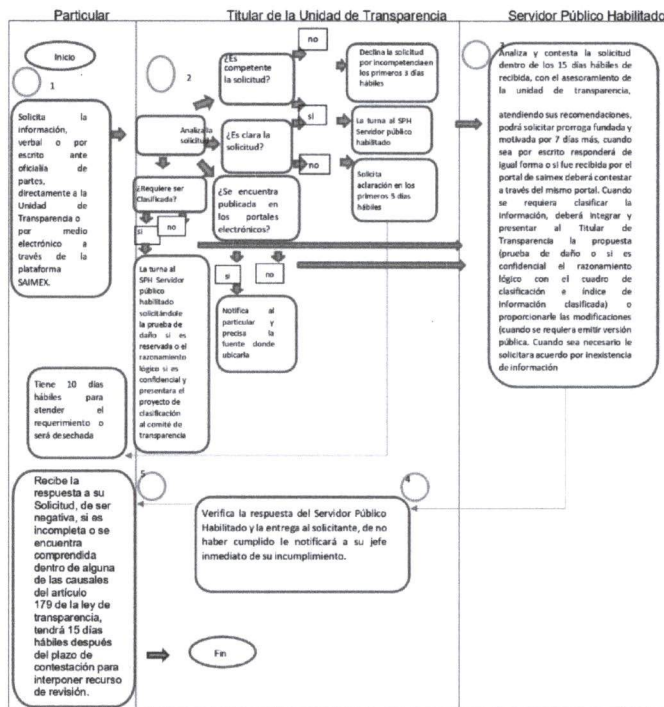 Particular
Titular de la Unidad de Transparencia
Servidor Público Habilitado
Inicio
1
Solicita la
información,
verbal o por
escrito ante
oficialía de
partes,
directamente a la
Unidad de
Transparencia o
por medio
electrónico a
través de la
plataforma
SAIMEX.
2
Analiza la
solicitud
¿Es
competente
la solicitud?
no
Declina la solicitud
por incompetencia en
los primeros 3 días
hábiles
¿Es clara la
solicitud?
si
La turna al SPH
Servidor público
habilitado
no
Solicita
aclaración en los
primeros 5 días
hábiles
¿Requiere ser
Clasificada?
si
no
¿Se encuentra
publicada en
los portales
electrónicos?
si
no
La turna al
SPH Servidor
público
habilitado
solicitándole
la prueba de
daño si es
reservada o el
razonamiento
lógico si es
confidencial y
presentara el
proyecto de
clasificación
al comité de
transparencia
Notifica al
particular y
precisa la
fuente donde
ubicarla
3
Analiza y contesta la solicitud
dentro de los 15 días hábiles de
recibida, con el asesoramiento de
la unidad de transparencia,
atendiendo sus recomendaciones,
podrá solicitar prorroga fundada y
motivada por 7 días más, cuando
sea por escrito responderá de
igual forma o si fue recibida por el
portal de saimex deberá contestar
a través del mismo portal. Cuando
se requiera clasificar la
información, deberá integrar y
presentar al Titular de
Transparencia la propuesta
(prueba de daño o si es
confidencial el razonamiento
lógico con el cuadro de
clasificación e índice de
información clasificada) o
proporcionarle las modificaciones
(cuando se requiera emitir versión
pública. Cuando sea necesario le
solicitara acuerdo por inexistencia
de información
Tiene 10 días
hábiles para
atender el
requerimiento o
será desechada
5
Recibe la
respuesta a su
Solicitud, de ser
negativa, si es
incompleta o se
encuentra
comprendida
dentro de alguna
de las causales
del artículo
179 de la ley de
transparencia,
tendrá 15 días
hábiles después
del plazo de
contestación para
interponer recurso
de revisión.
4
Verifica la respuesta del Servidor Público
Habilitado y la entrega al solicitante, de no
haber cumplido le notificará a su jefe
inmediato de su incumplimiento.
Fin